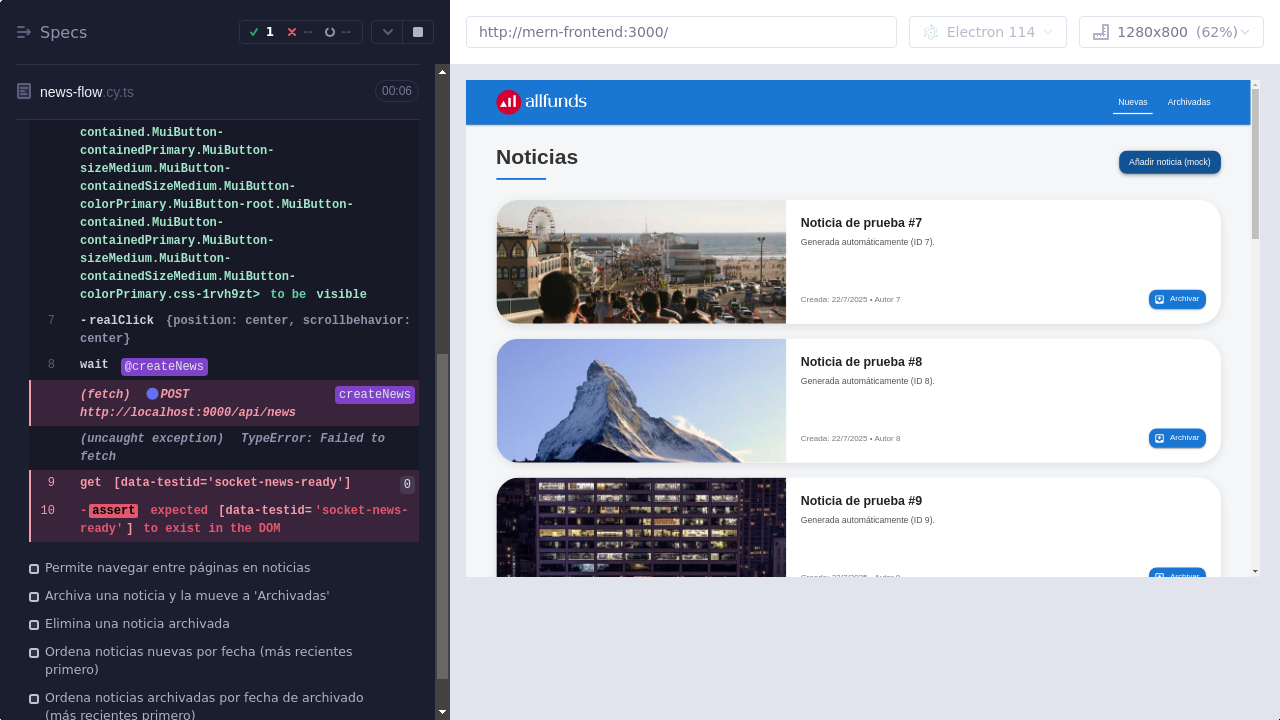 Specs
1
--
--
news-flow.cy.ts
00:06
contained.MuiButton-
containedPrimary.MuiButton-
sizeMedium.MuiButton-
containedSizeMedium.MuiButton-
colorPrimary.MuiButton-root.MuiButton-
contained.MuiButton-
containedPrimary.MuiButton-
sizeMedium.MuiButton-
containedSizeMedium.MuiButton-
colorPrimary.css-1rvh9zt> to be visible
7 -realClick {position: center, scrollbehavior:
center}
8 wait @createNews
(fetch) POST createNews
http://localhost:9000/api/news
(uncaught exception) TypeError: Failed to
fetch
9 get [data-testid='socket-news-ready'] 0
10 -assert expected [data-testid='socket-news-
ready'] to exist in the DOM
Permite navegar entre páginas en noticias
Archiva una noticia y la mueve a 'Archivadas'
Elimina una noticia archivada
Ordena noticias nuevas por fecha (más recientes
primero)
Ordena noticias archivadas por fecha de archivado
(más recientes primero)
http://mern-frontend:3000/
Electron 114
1280x800 (62%)
allfunds
Nuevas
Archivadas
Noticias
Añadir noticia (mock)
Noticia de prueba #7
Generada automáticamente (ID 7).
Creada: 22/7/2025 • Autor 7
Archivar
Noticia de prueba #8
Generada automáticamente (ID 8).
Creada: 22/7/2025 • Autor 8
Archivar
Noticia de prueba #9
Generada automáticamente (ID 9).
Creada: 22/7/2025 • Autor 9
Archivar